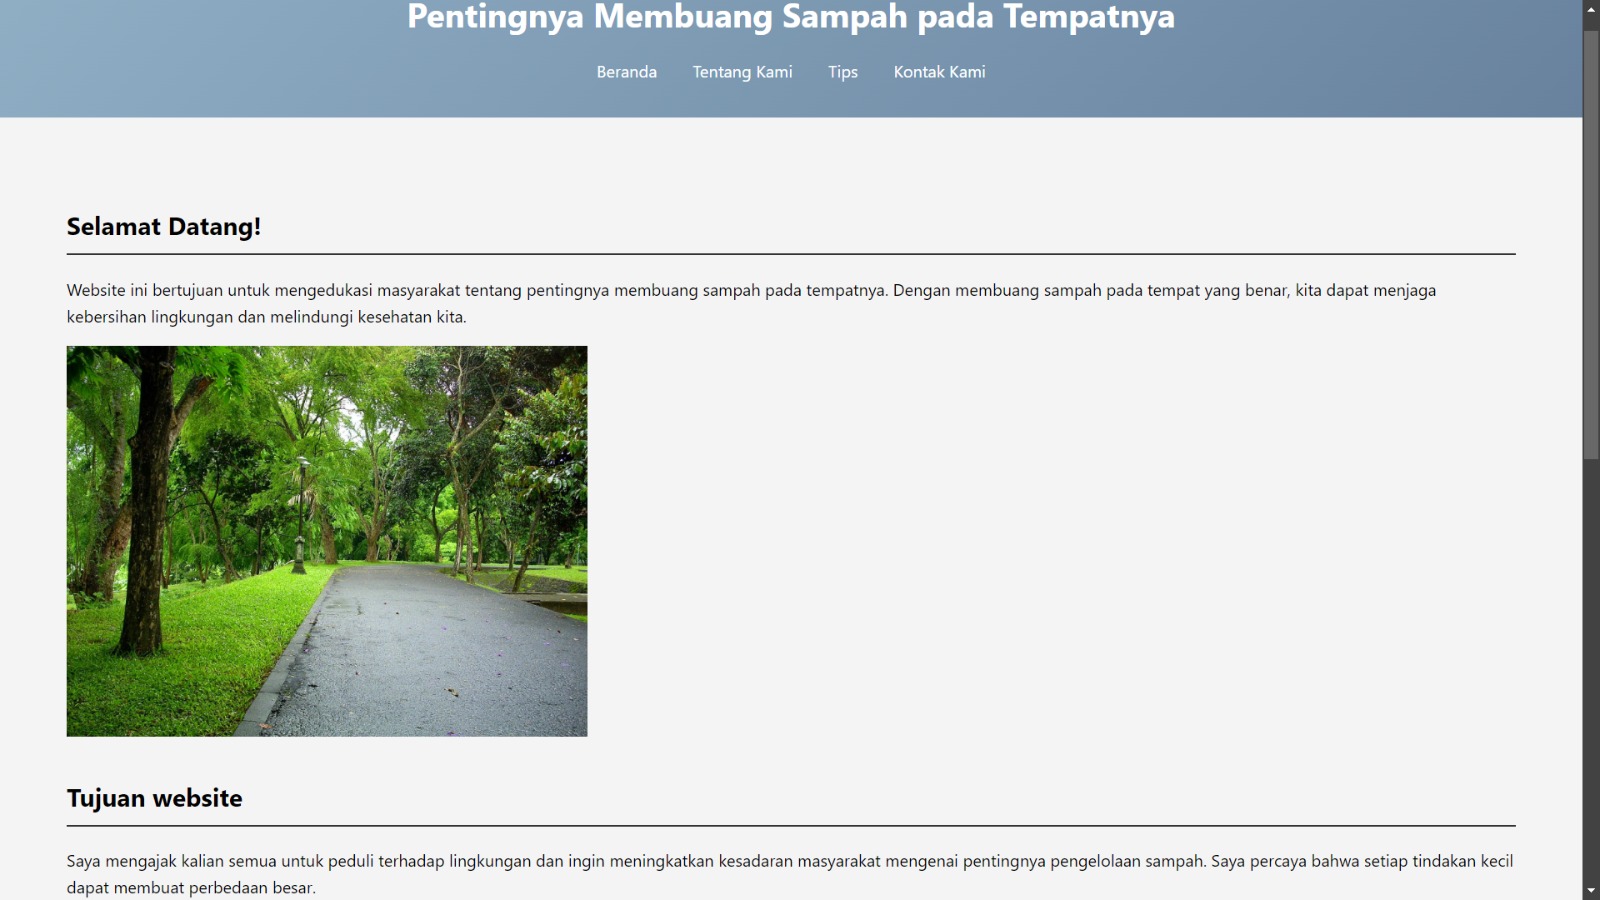 Pentingnya Membuang Sampah pada Tempatnya
Beranda Tentang Kami Tips Kontak Kami
Selamat Datang!
Website ini bertujuan untuk mengedukasi masyarakat tentang pentingnya membuang sampah pada tempatnya. Dengan membuang sampah pada tempat yang benar, kita dapat menjaga
kebersihan lingkungan dan melindungi kesehatan kita.
Tujuan website
Saya mengajak kalian semua untuk peduli terhadap lingkungan dan ingin meningkatkan kesadaran masyarakat mengenai pentingnya pengelolaan sampah. Saya percaya bahwa setiap tindakan kecil
dapat membuat perbedaan besar.